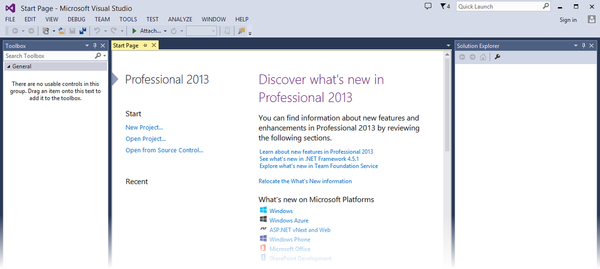 Start Page - Microsoft Visual Studio
4
Quick Launch (Ctrl+Q)
FILE EDIT VIEW DEBUG TEAM TOOLS TEST ANALYZE WINDOW HELP
Sign in
Attach...
Toolbox
Search Toolbox
General
There are no usable controls in this
group. Drag an item onto this text to
add it to the toolbox.
Start Page
Professional 2013
Start
New Project...
Open Project...
Open from Source Control...
Recent
Discover what's new in
Professional 2013
You can find information about new features and
enhancements in Professional 2013 by reviewing
the following sections.
Learn about new features in Professional 2013
See what's new in .NET Framework 4.5.1
Explore what's new in Team Foundation Service
Relocate the What's New information
What's new on Microsoft Platforms
Windows
Windows Azure
ASP.NET vNext and Web
Windows Phone
Microsoft Office
SharePoint Development
Solution Explorer